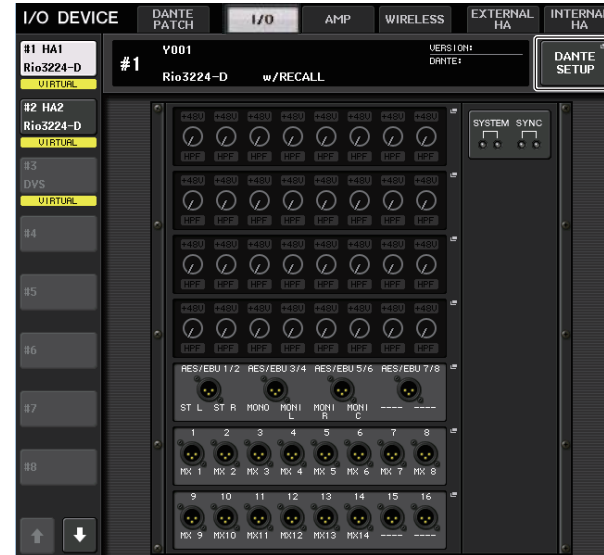 I/O DEVICE
DANTE PATCH
I/O
AMP
WIRELESS
EXTERNAL HA
INTERNAL HA
#1 HA1
Rio3224-D
VIRTUAL
#2 HA2
Rio3224-D
VIRTUAL
#3
DVS
VIRTUAL
#4
#5
#6
#7
#8
#1
Y001
Rio3224-D w/RECALL
VERSION:
DANTE:
DANTE SETUP
SYSTEM SYNC
+48V +48V +48V +48V +48V +48V +48V +48V
HPF HPF HPF HPF HPF HPF HPF HPF
+48V +48V +48V +48V +48V +48V +48V +48V
HPF HPF HPF HPF HPF HPF HPF HPF
+48V +48V +48V +48V +48V +48V +48V +48V
HPF HPF HPF HPF HPF HPF HPF HPF
+48V +48V +48V +48V +48V +48V +48V +48V
HPF HPF HPF HPF HPF HPF HPF HPF
AES/EBU 1/2 AES/EBU 3/4 AES/EBU 5/6 AES/EBU 7/8
ST L ST R MONO MONI L MONI R MONI C ---- ----
1 2 3 4 5 6 7 8
MX 1 MX 2 MX 3 MX 4 MX 5 MX 6 MX 7 MX 8
9 10 11 12 13 14 15 16
MX 9 MX10 MX11 MX12 MX13 MX14 ---- ----